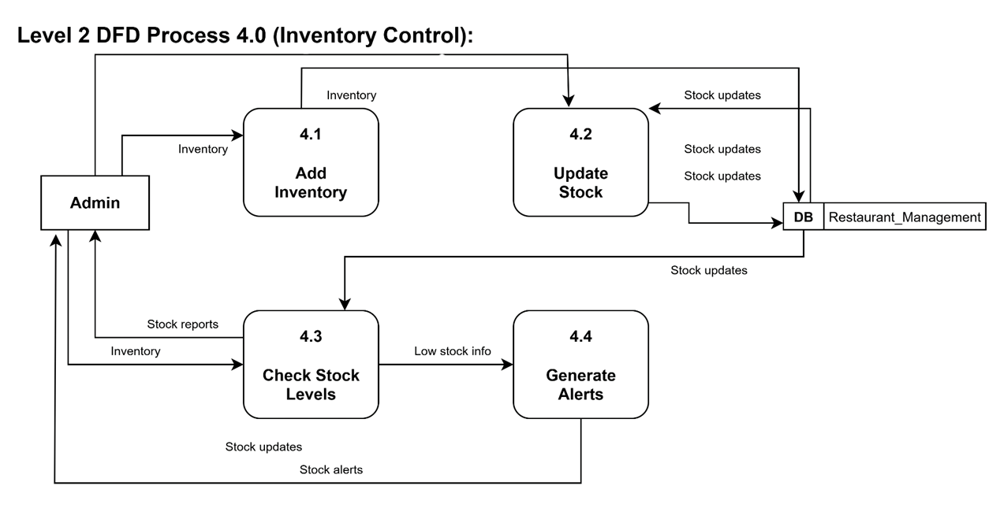 Level 2 DFD Process 4.0 (Inventory Control):
Inventory
Stock updates
4.1
4.2
Inventory
Stock updates
Add
Inventory
Update
Stock
Stock updates
Admin
DB
Restaurant_Management
Stock updates
Stock reports
4.3
4.4
Inventory
Low stock info
Check Stock
Levels
Generate
Alerts
Stock updates
Stock alerts